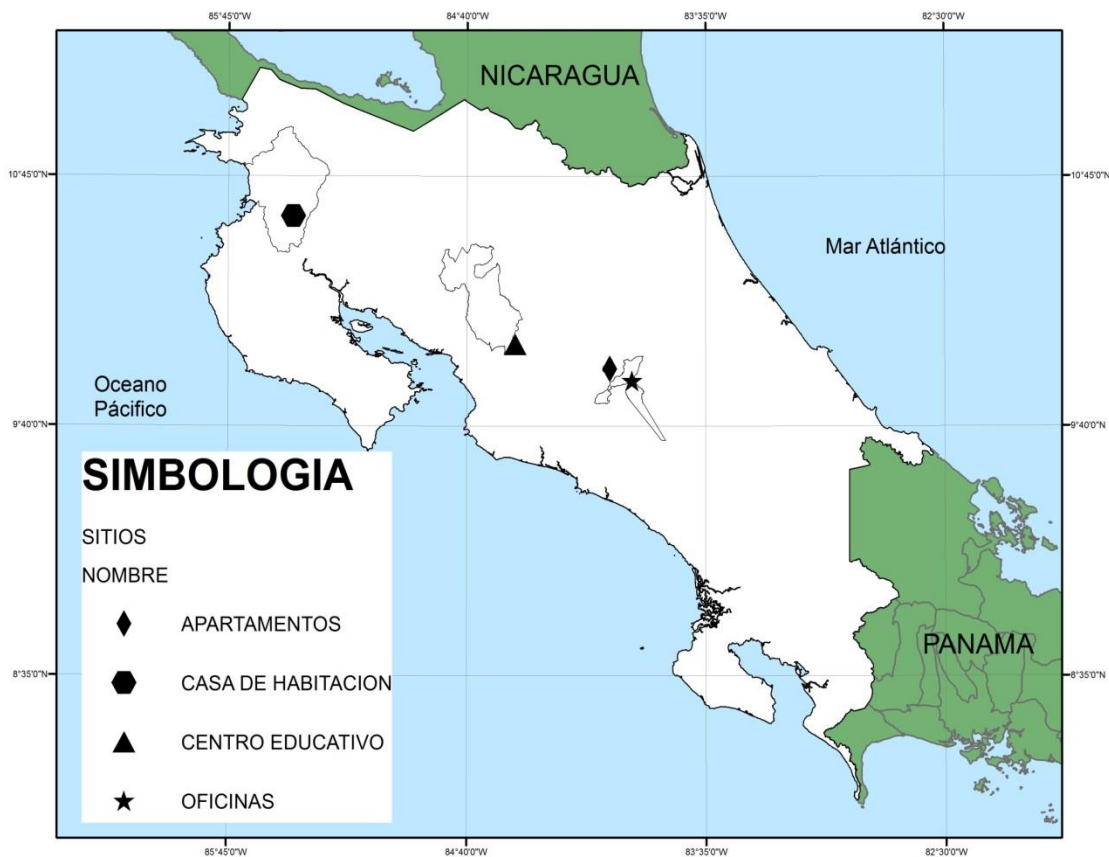 85°45'0"W
84°40'0"W
83°35'0"W
82°30'0"W
NICARAGUA
10°45'0"N
10°45'0"N
Mar Atlántico
Oceano
Pácifico
9°40'0"N
9°40'0"N
SIMBOLOGIA
SITIOS
NOMBRE
APARTAMENTOS
CASA DE HABITACION
CENTRO EDUCATIVO
OFICINAS
PANAMA
8°35'0"N
8°35'0"N
85°45'0"W
84°40'0"W
83°35'0"W
82°30'0"W